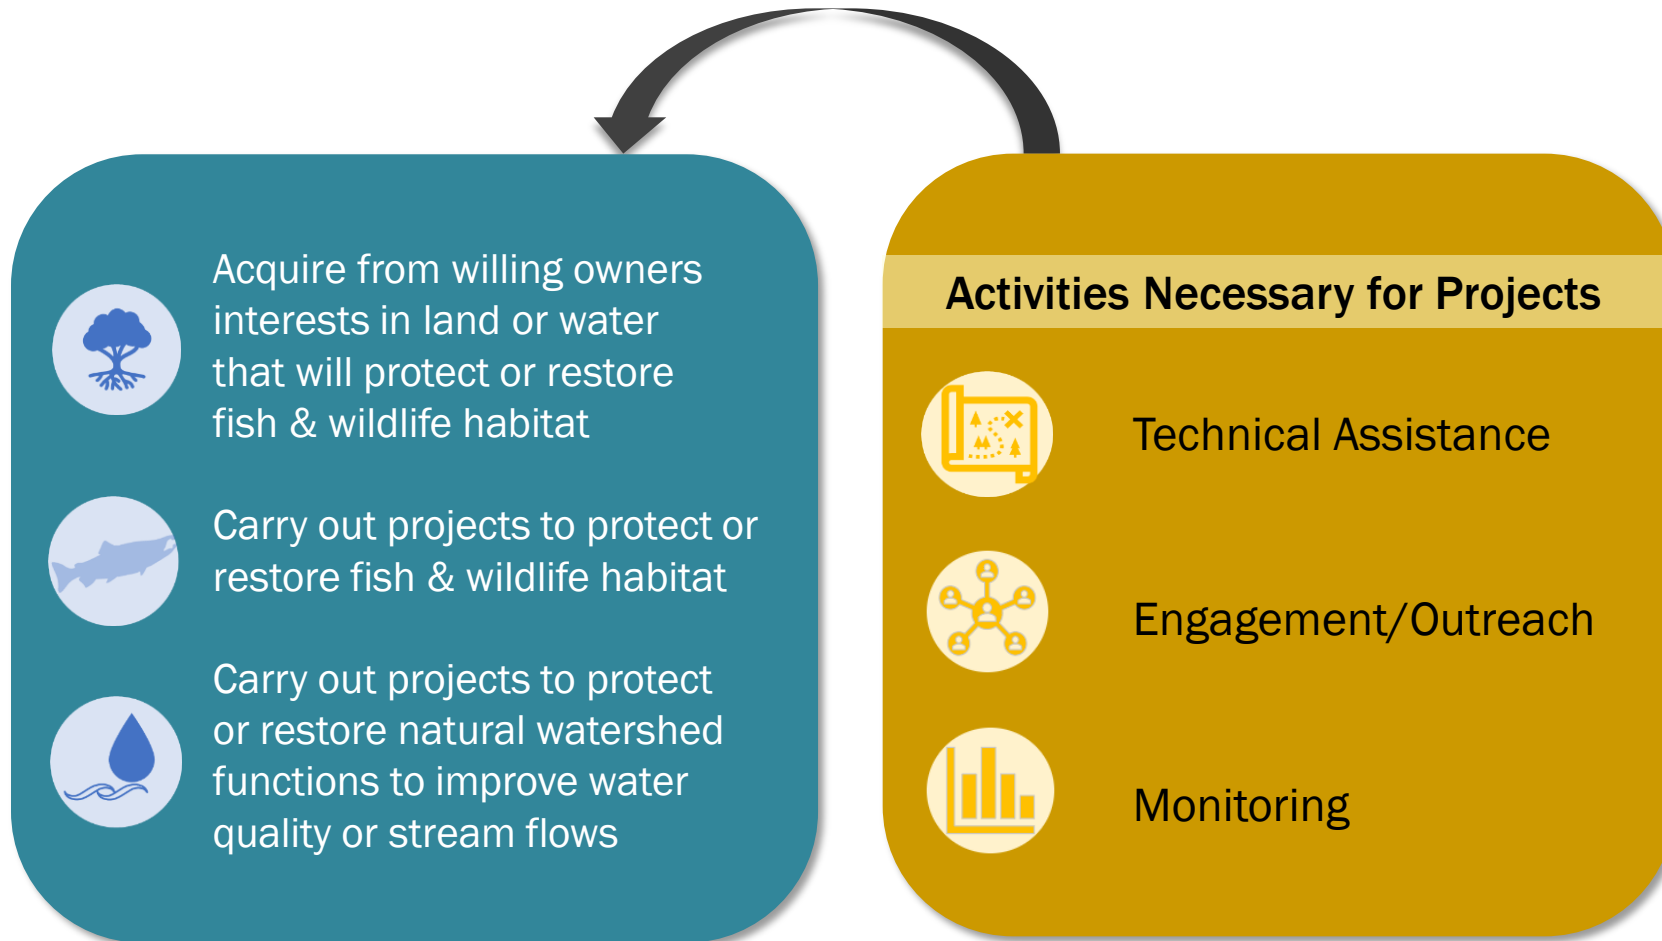 Acquire from willing owners
interests in land or water
that will protect or restore
fish & wildlife habitat
Carry out projects to protect or
restore fish & wildlife habitat
Carry out projects to protect
or restore natural watershed
functions to improve water
quality or stream flows
Activities Necessary for Projects
Technical Assistance
Engagement/Outreach
Monitoring